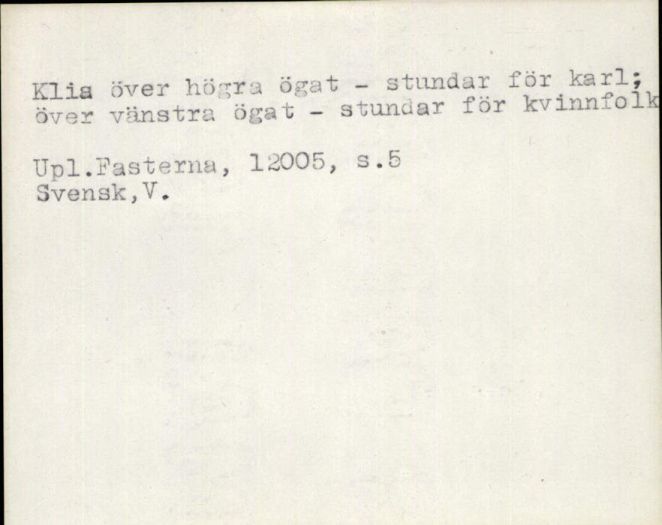 Klia över högra ögat - stundar för karl;
över vänstra ögat - stundar för kvinnfolk
Upl.Fasterna, 12005, s.5
Svensk,V.